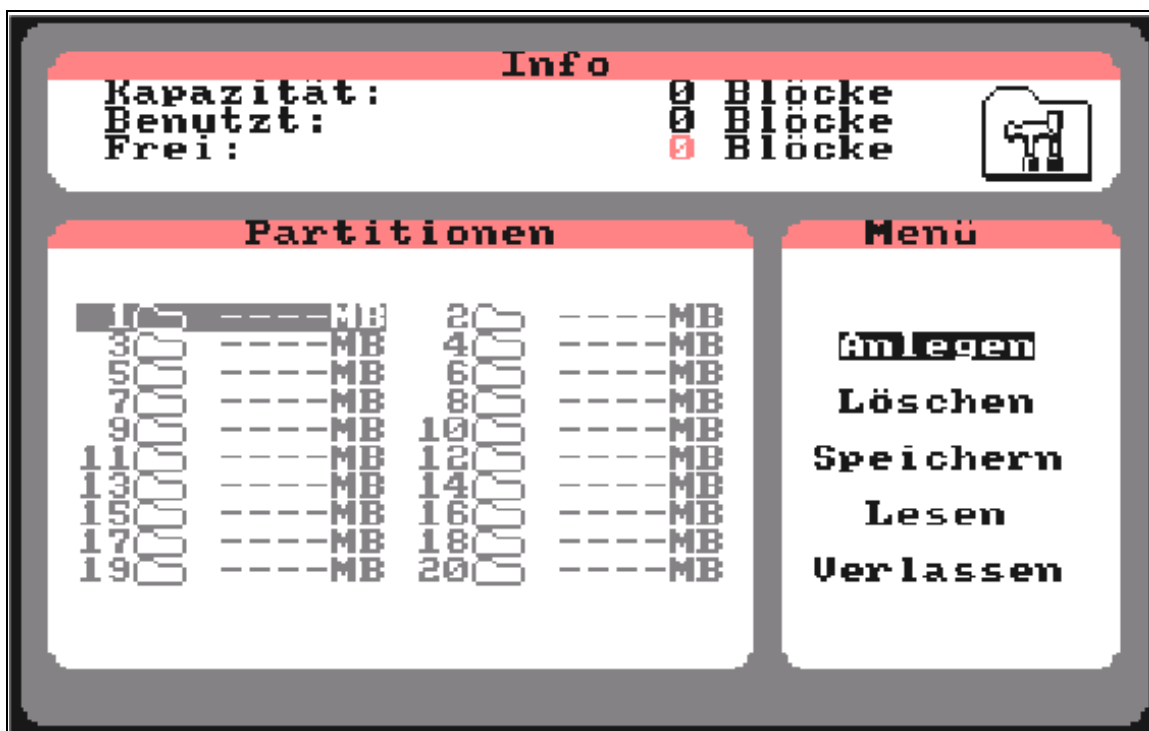 Info
Kapazität: 0 Blöcke
Benutzt: 0 Blöcke
Frei: 0 Blöcke
Partitionen
1 ----MB 2 ----MB
3 ----MB 4 ----MB
5 ----MB 6 ----MB
7 ----MB 8 ----MB
9 ----MB 10 ----MB
11 ----MB 12 ----MB
13 ----MB 14 ----MB
15 ----MB 16 ----MB
17 ----MB 18 ----MB
19 ----MB 20 ----MB
Menü
Anlegen
Löschen
Speichern
Lesen
Verlassen